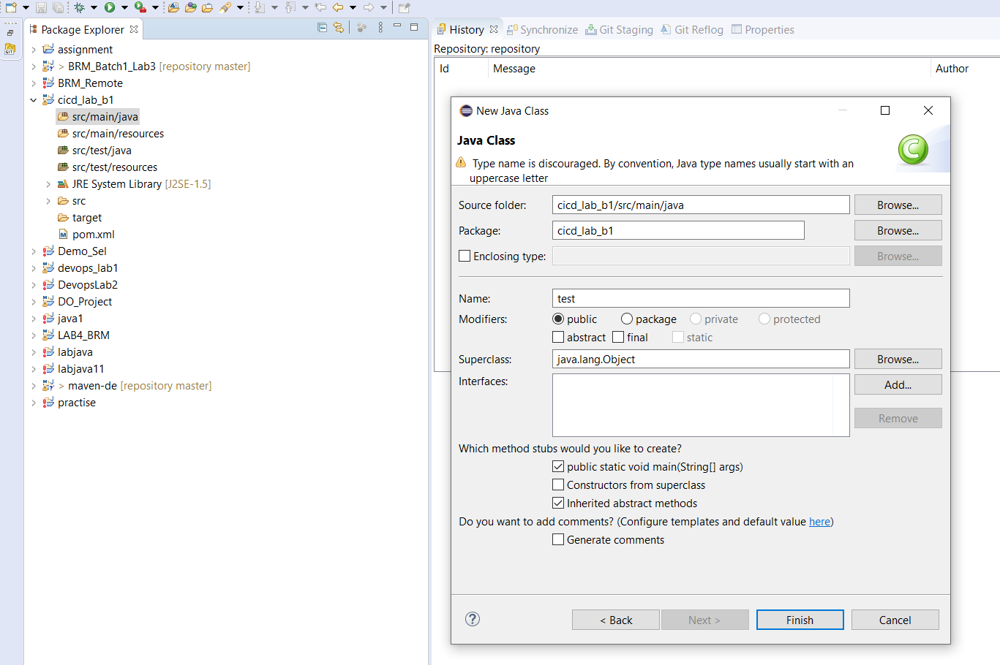 Package Explorer
assignment
> BRM_Batch1_Lab3 [repository master]
BRM_Remote
cicd_lab_b1
src/main/java
src/main/resources
src/test/java
src/test/resources
JRE System Library [J2SE-1.5]
src
target
pom.xml
Demo_Sel
devops_lab1
DevopsLab2
DO_Project
java1
LAB4_BRM
labjava
labjava11
> maven-de [repository master]
practise
GIT
History Synchronize Git Staging Git Reflog Properties
Repository: repository
Id Message Author
New Java Class
Java Class
Type name is discouraged. By convention, Java type names usually start with an
uppercase letter
Source folder: cicd_lab_b1/src/main/java Browse...
Package: cicd_lab_b1 Browse...
Enclosing type: Browse...
Name: test
Modifiers: public package private protected
abstract final static
Superclass: java.lang.Object Browse...
Interfaces: Add...
Remove
Which method stubs would you like to create?
public static void main(String[] args)
Constructors from superclass
Inherited abstract methods
Do you want to add comments? (Configure templates and default value here)
Generate comments
? < Back Next > Finish Cancel